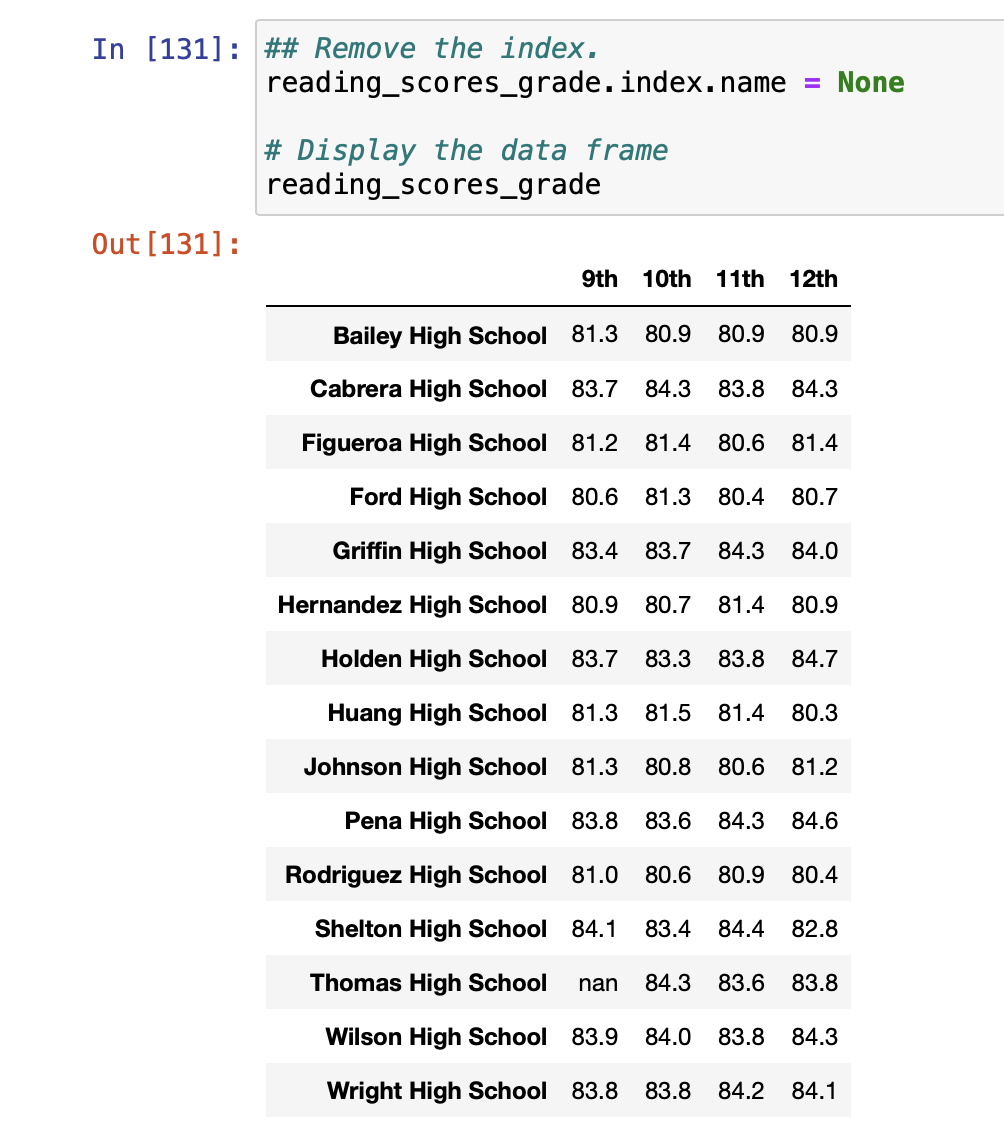 In [131]: ## Remove the index.
reading_scores_grade.index.name = None
# Display the data frame
reading_scores_grade
Out[131]:
9th 10th 11th 12th
Bailey High School 81.3 80.9 80.9 80.9
Cabrera High School 83.7 84.3 83.8 84.3
Figueroa High School 81.2 81.4 80.6 81.4
Ford High School 80.6 81.3 80.4 80.7
Griffin High School 83.4 83.7 84.3 84.0
Hernandez High School 80.9 80.7 81.4 80.9
Holden High School 83.7 83.3 83.8 84.7
Huang High School 81.3 81.5 81.4 80.3
Johnson High School 81.3 80.8 80.6 81.2
Pena High School 83.8 83.6 84.3 84.6
Rodriguez High School 81.0 80.6 80.9 80.4
Shelton High School 84.1 83.4 84.4 82.8
Thomas High School nan 84.3 83.6 83.8
Wilson High School 83.9 84.0 83.8 84.3
Wright High School 83.8 83.8 84.2 84.1